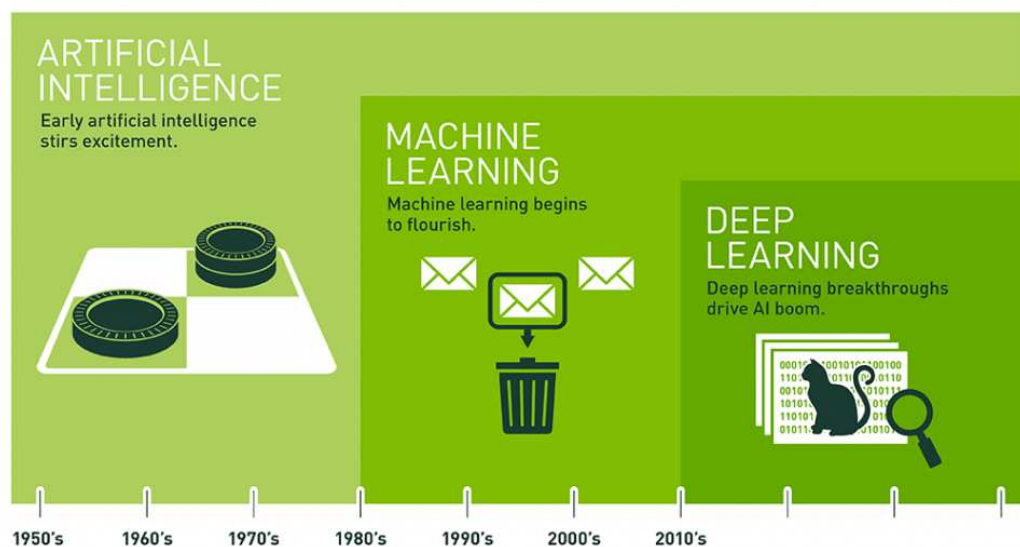 ARTIFICIAL
INTELLIGENCE
Early artificial intelligence
stirs excitement.
MACHINE
LEARNING
Machine learning begins
to flourish.
DEEP
LEARNING
Deep learning breakthroughs
drive AI boom.
1950's 1960's 1970's 1980's 1990's 2000's 2010's